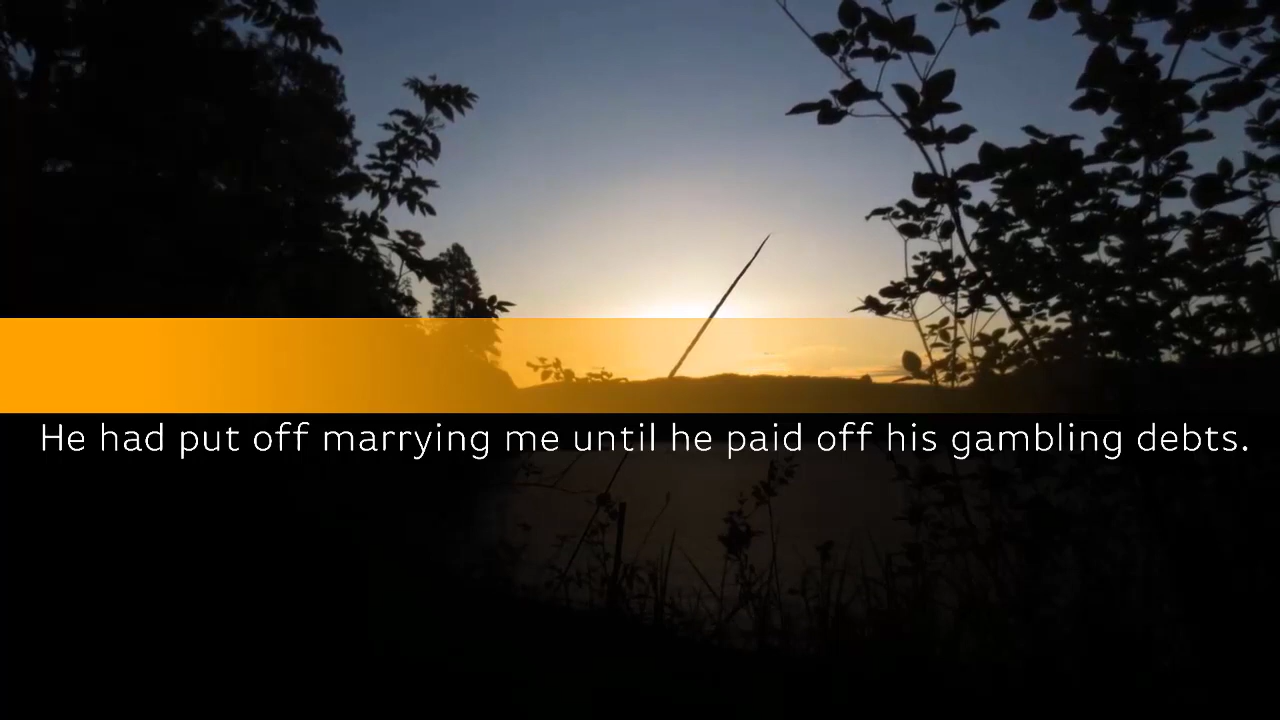 He had put off marrying me until he paid off his gambling debts.